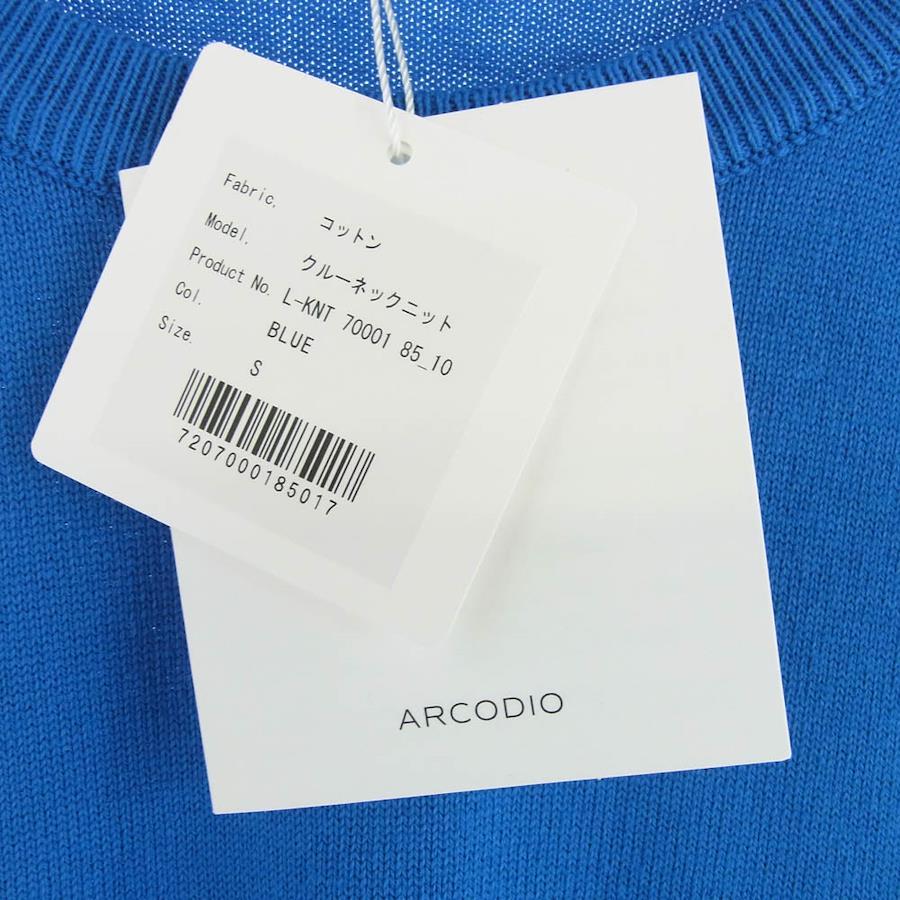 Fabric. コットン
Model. クルーネックニット
Product No. L-KNT 70001 85_10
Col. BLUE
Size. S
7207000185017
ARCODIO